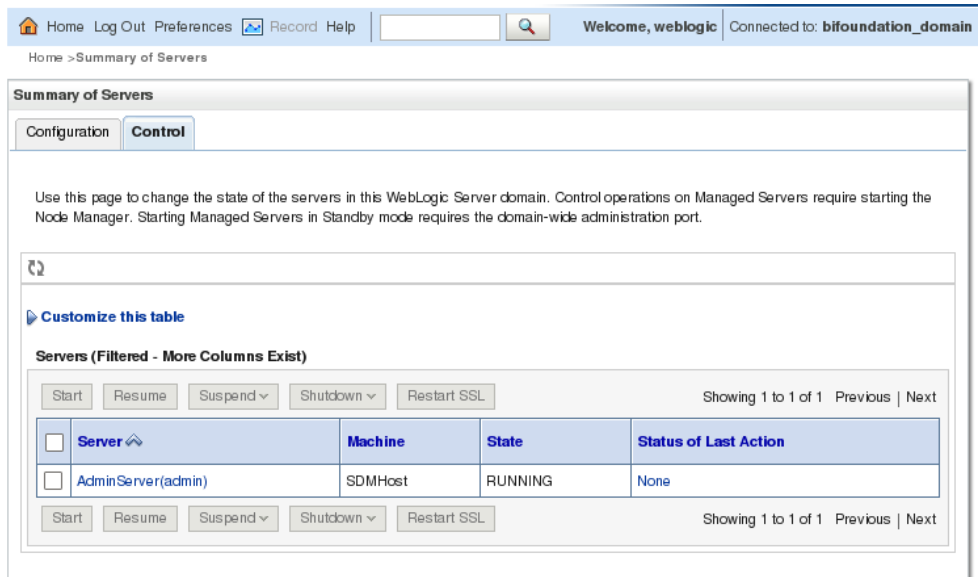 Home Log Out Preferences Record Help Welcome, weblogic Connected to: bifoundation_domain
Home >Summary of Servers
Summary of Servers
Configuration Control
Use this page to change the state of the servers in this WebLogic Server domain. Control operations on Managed Servers require starting the
Node Manager. Starting Managed Servers in Standby mode requires the domain-wide administration port.
Customize this table
Servers (Filtered - More Columns Exist)
Start Resume Suspend Shutdown Restart SSL Showing 1 to 1 of 1 Previous | Next
Server Machine State Status of Last Action
AdminServer(admin) SDMHost RUNNING None
Start Resume Suspend Shutdown Restart SSL Showing 1 to 1 of 1 Previous | Next